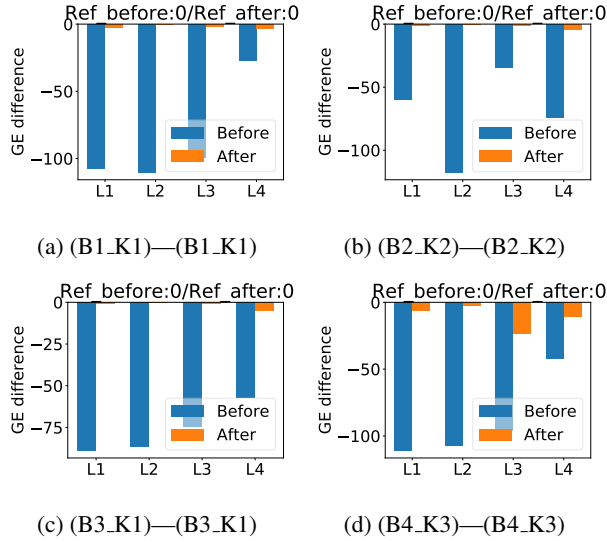 Ref_before:0/Ref_after:0
GE difference
0
−50
−100
Before
After
L1 L2 L3 L4
(a) (B1_K1)—(B1_K1)
Ref_before:0/Ref_after:0
GE difference
0
−50
−100
Before
After
L1 L2 L3 L4
(b) (B2_K2)—(B2_K2)
Ref_before:0/Ref_after:0
GE difference
0
−25
−50
−75
Before
After
L1 L2 L3 L4
(c) (B3_K1)—(B3_K1)
Ref_before:0/Ref_after:0
GE difference
0
−50
−100
Before
After
L1 L2 L3 L4
(d) (B4_K3)—(B4_K3)